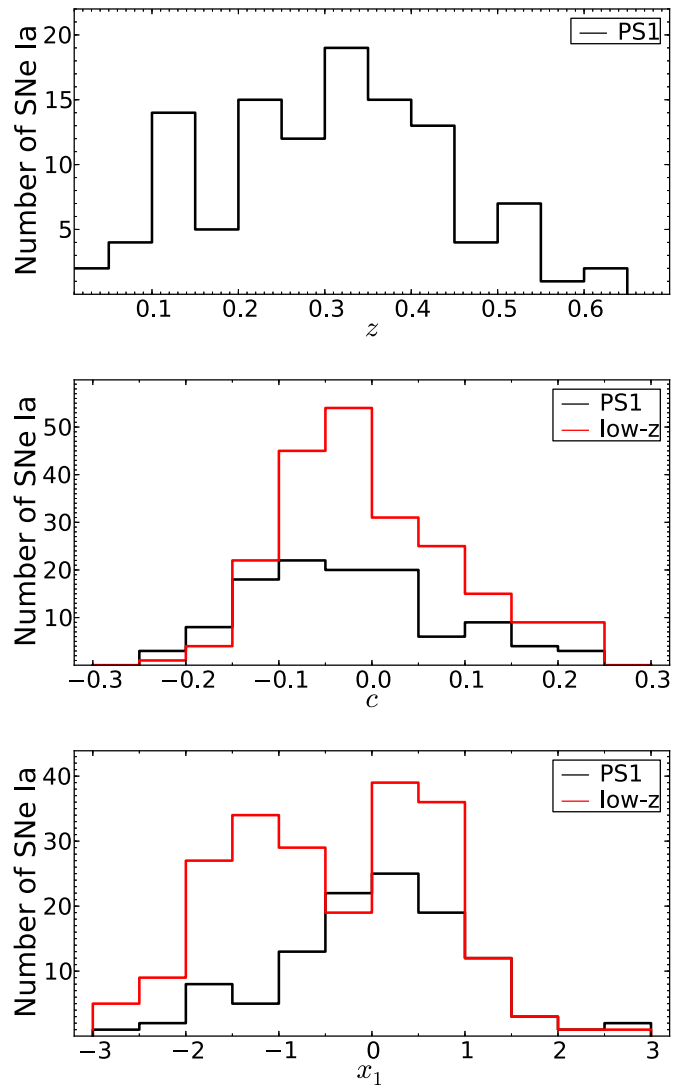 Number of SNe Ia
20
15
10
5
PS1
0.1 0.2 0.3 0.4 0.5 0.6
z
Number of SNe Ia
50
40
30
20
10
PS1
low-z
−0.3 −0.2 −0.1 0.0 0.1 0.2 0.3
c
Number of SNe Ia
40
30
20
10
PS1
low-z
−3 −2 −1 0 1 2 3
x₁